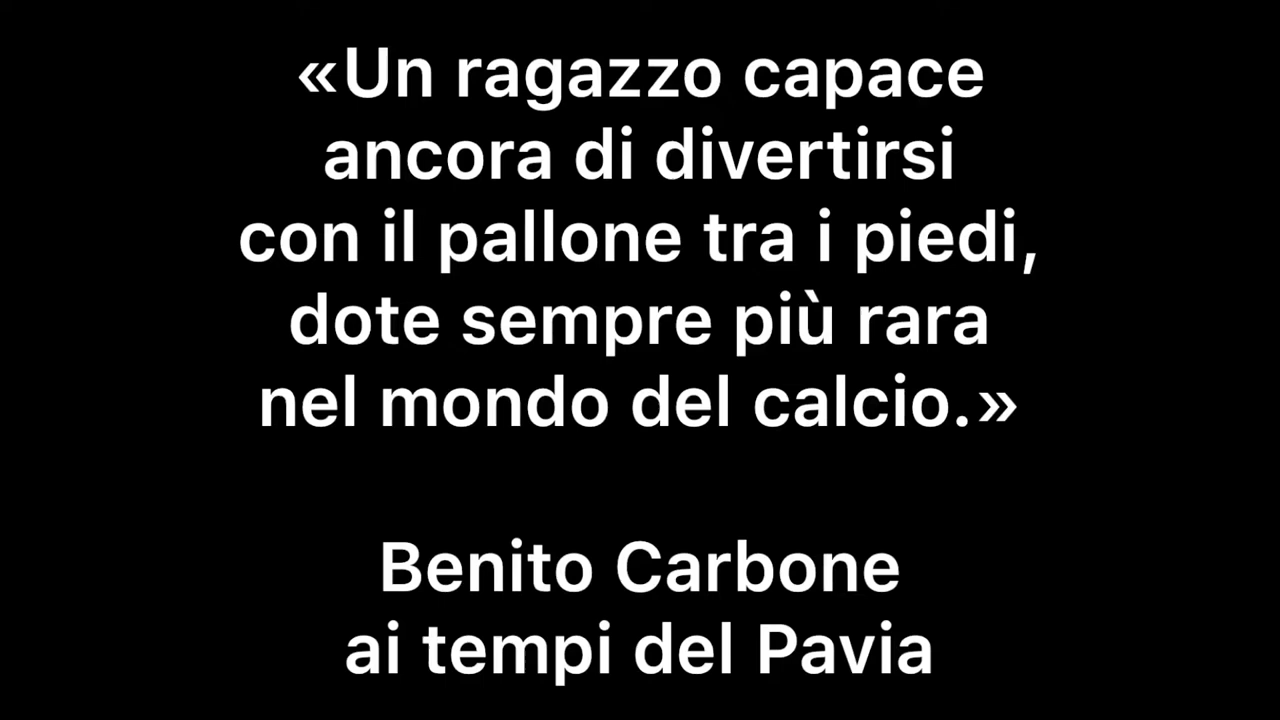 «Un ragazzo capace
ancora di divertirsi
con il pallone tra i piedi,
dote sempre più rara
nel mondo del calcio.»
Benito Carbone
ai tempi del Pavia